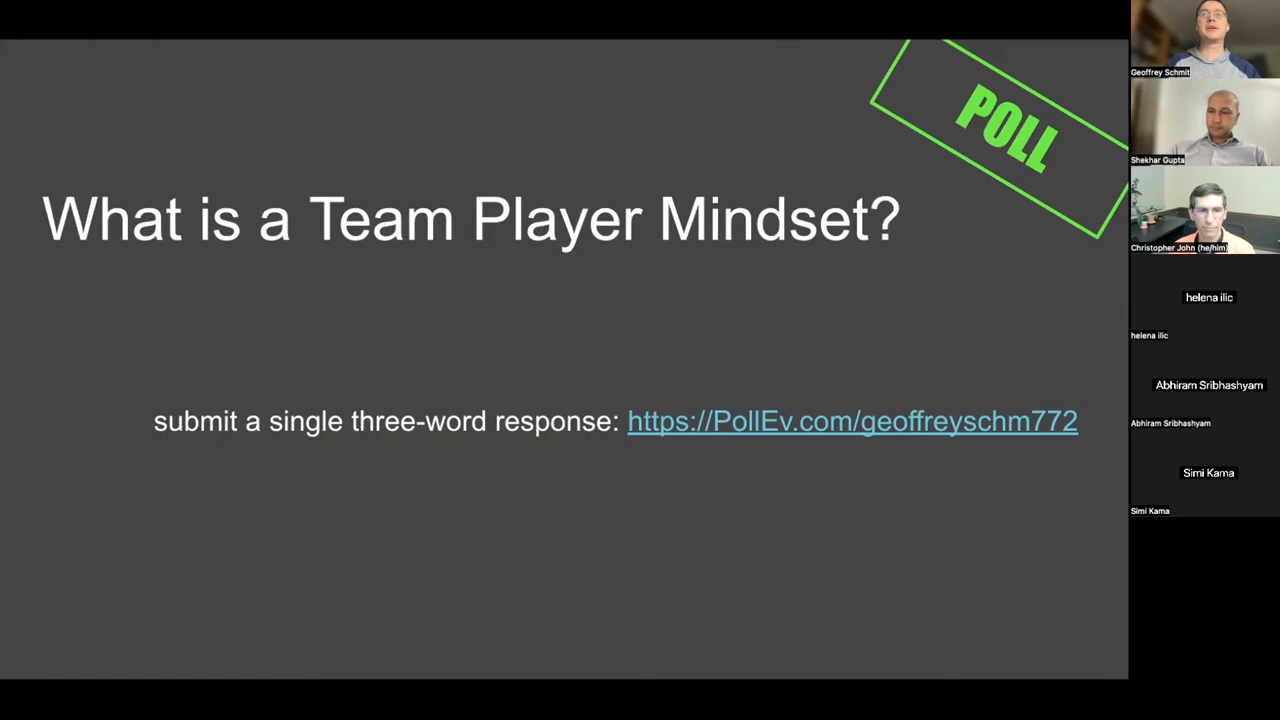 POLL
What is a Team Player Mindset?
submit a single three-word response: https://PollEv.com/geoffreyschm772
Geoffrey Schmit
Shekhar Gupta
Christopher John (he/him)
helena ilic
helena ilic
Abhiram Sribhashyam
Abhiram Sribhashyam
Simi Kama
Simi Kama